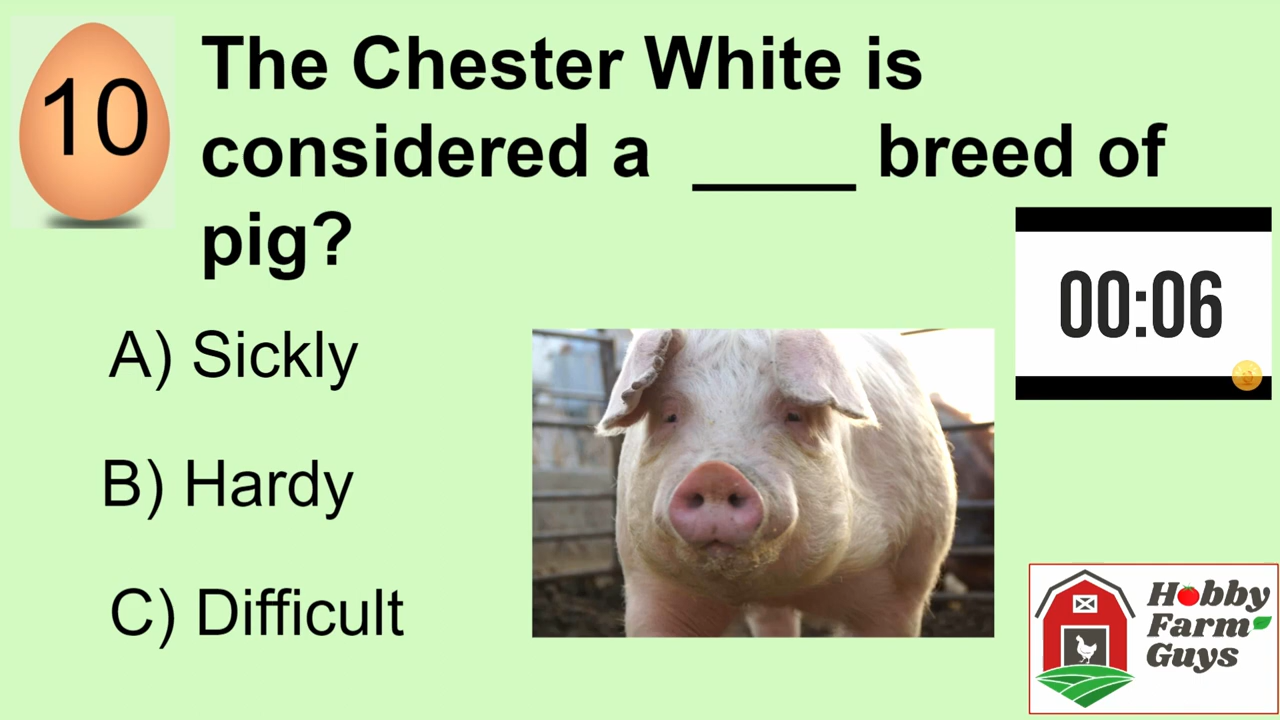 10
The Chester White is
considered a ____ breed of
pig?
00:06
A) Sickly
B) Hardy
C) Difficult
Hobby
Farm
Guys